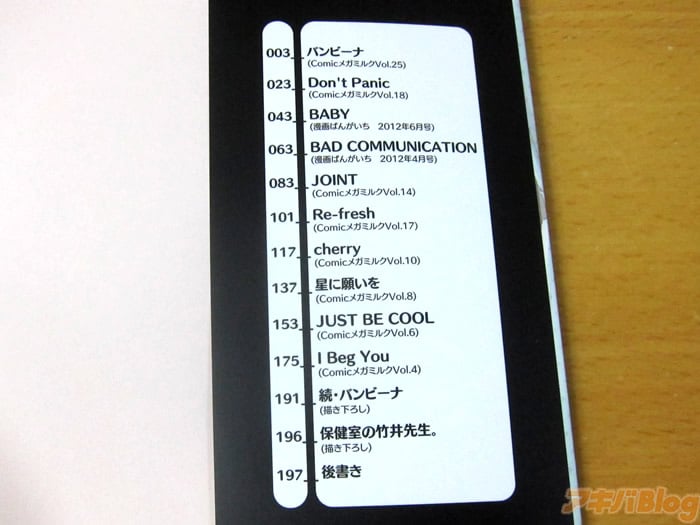 003 バンビーナ
(ComicメガミルクVol.25)
023 Don't Panic
(ComicメガミルクVol.18)
043 BABY
(漫画ばんがいち 2012年6月号)
063 BAD COMMUNICATION
(漫画ばんがいち 2012年4月号)
083 JOINT
(ComicメガミルクVol.14)
101 Re-fresh
(ComicメガミルクVol.17)
117 cherry
(ComicメガミルクVol.10)
137 星に願いを
(ComicメガミルクVol.8)
153 JUST BE COOL
(ComicメガミルクVol.6)
175 I Beg You
(ComicメガミルクVol.4)
191 続・バンビーナ
(描き下ろし)
196 保健室の竹井先生。
(描き下ろし)
197 後書き
アキバBlog